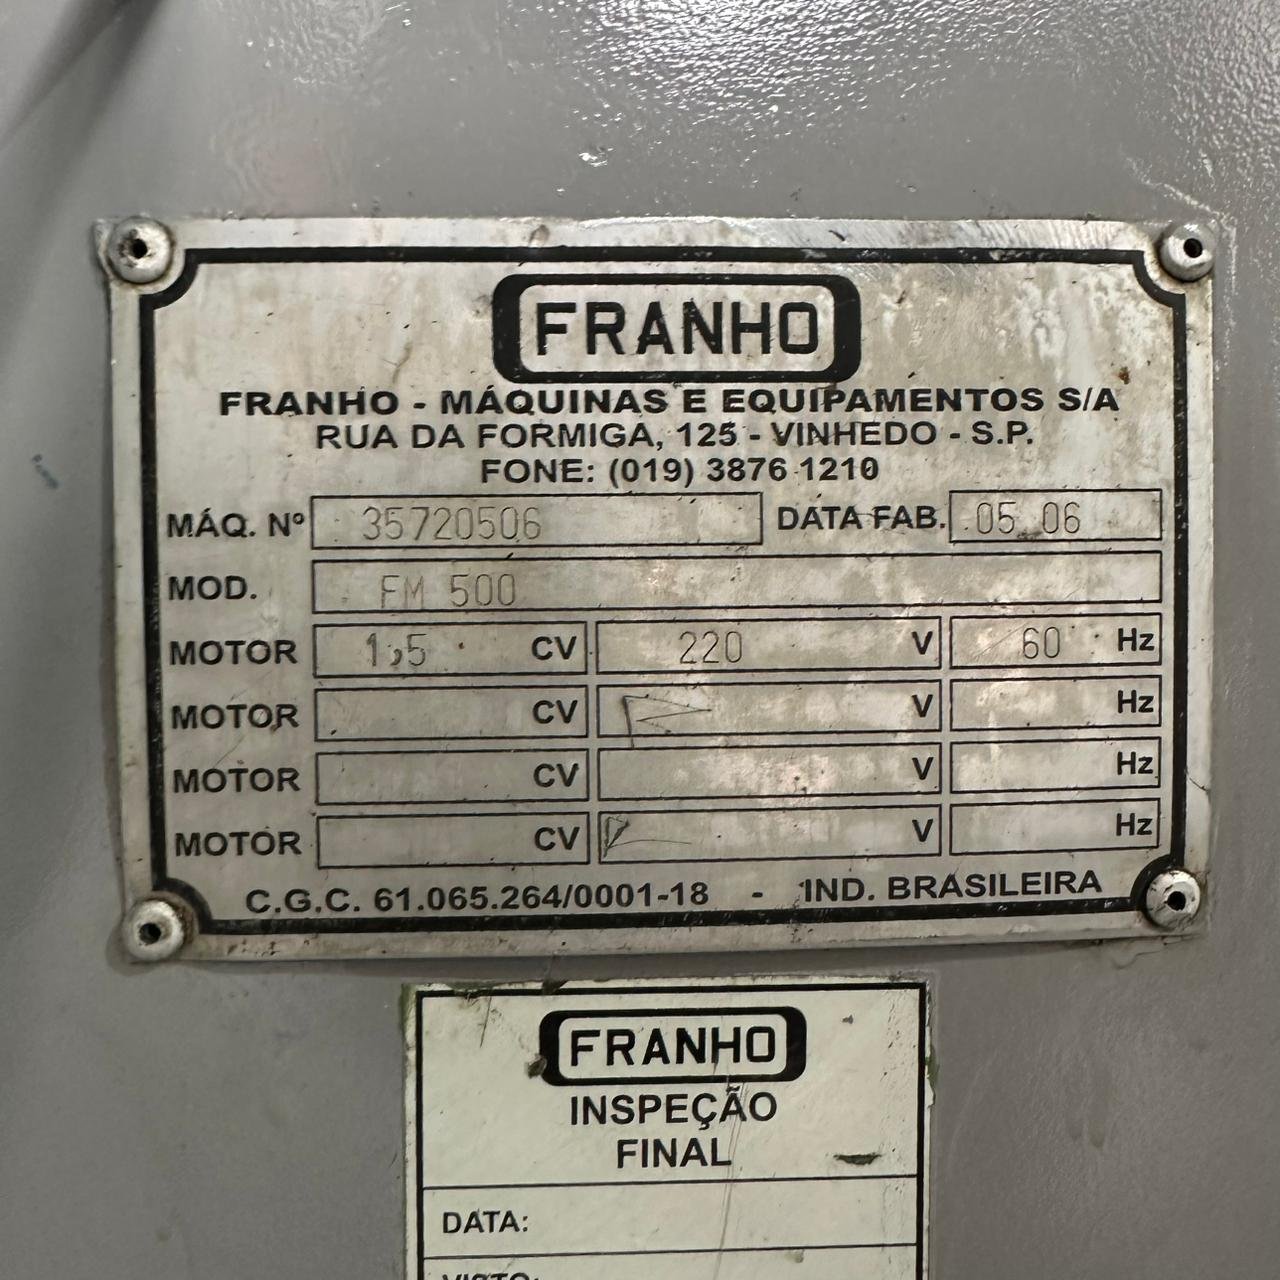 FRANHO
FRANHO - MÁQUINAS E EQUIPAMENTOS S/A
RUA DA FORMIGA, 125 - VINHEDO - S.P.
FONE: (019) 3876 1210
MÁQ. Nº 35720506 DATA FAB. 05 06
MOD. FM 500
MOTOR 1,5 CV 220 V 60 Hz
MOTOR CV V Hz
MOTOR CV V Hz
MOTOR CV V Hz
C.G.C. 61.065.264/0001-18 - IND. BRASILEIRA
FRANHO
INSPEÇÃO
FINAL
DATA:
VISTO: